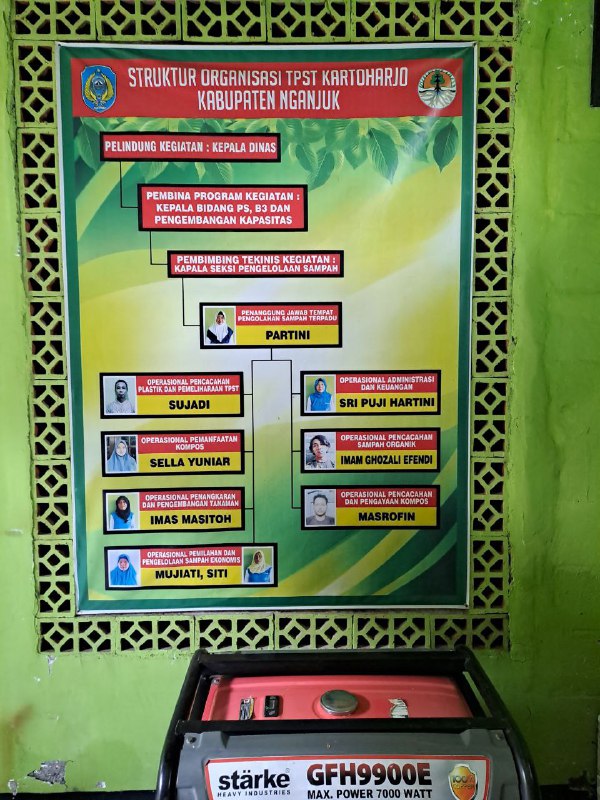 STRUKTUR ORGANISASI TPST KARTOHARJO
KABUPATEN NGANJUK
PELINDUNG KEGIATAN : KEPALA DINAS
PEMBINA PROGRAM KEGIATAN :
KEPALA BIDANG PS, B3 DAN
PENGEMBANGAN KAPASITAS
PEMBIMBING TEKINIS KEGIATAN :
KAPALA SEKSI PENGELOLAAN SAMPAH
PENANGGUNG JAWAB TEMPAT
PENGOLAHAN SAMPAH TERPADU
PARTINI
OPERASIONAL PENCACAHAN
PLASTIK DAN PEMELIHARAAN TPST
SUJADI
OPERASIONAL ADMINISTRASI
DAN KEUANGAN
SRI PUJI HARTINI
OPERASIONAL PEMANFAATAN
KOMPOS
SELLA YUNIAR
OPERASIONAL PENCACAHAN
SAMPAH ORGANIK
IMAM GHOZALI EFENDI
OPERASIONAL PENANGKARAN
DAN PENGEMBANGAN TANAMAN
IMAS MASITOH
OPERASIONAL PENCACAHAN
DAN PENGAYAAN KOMPOS
MASROFIN
OPERASIONAL PEMILAHAN DAN
PENGELOLAAN SAMPAH EKONOMIS
MUJIATI, SITI
stärke
HEAVY INDUSTRIES
GFH9900E
MAX. POWER 7000 WATT
100%